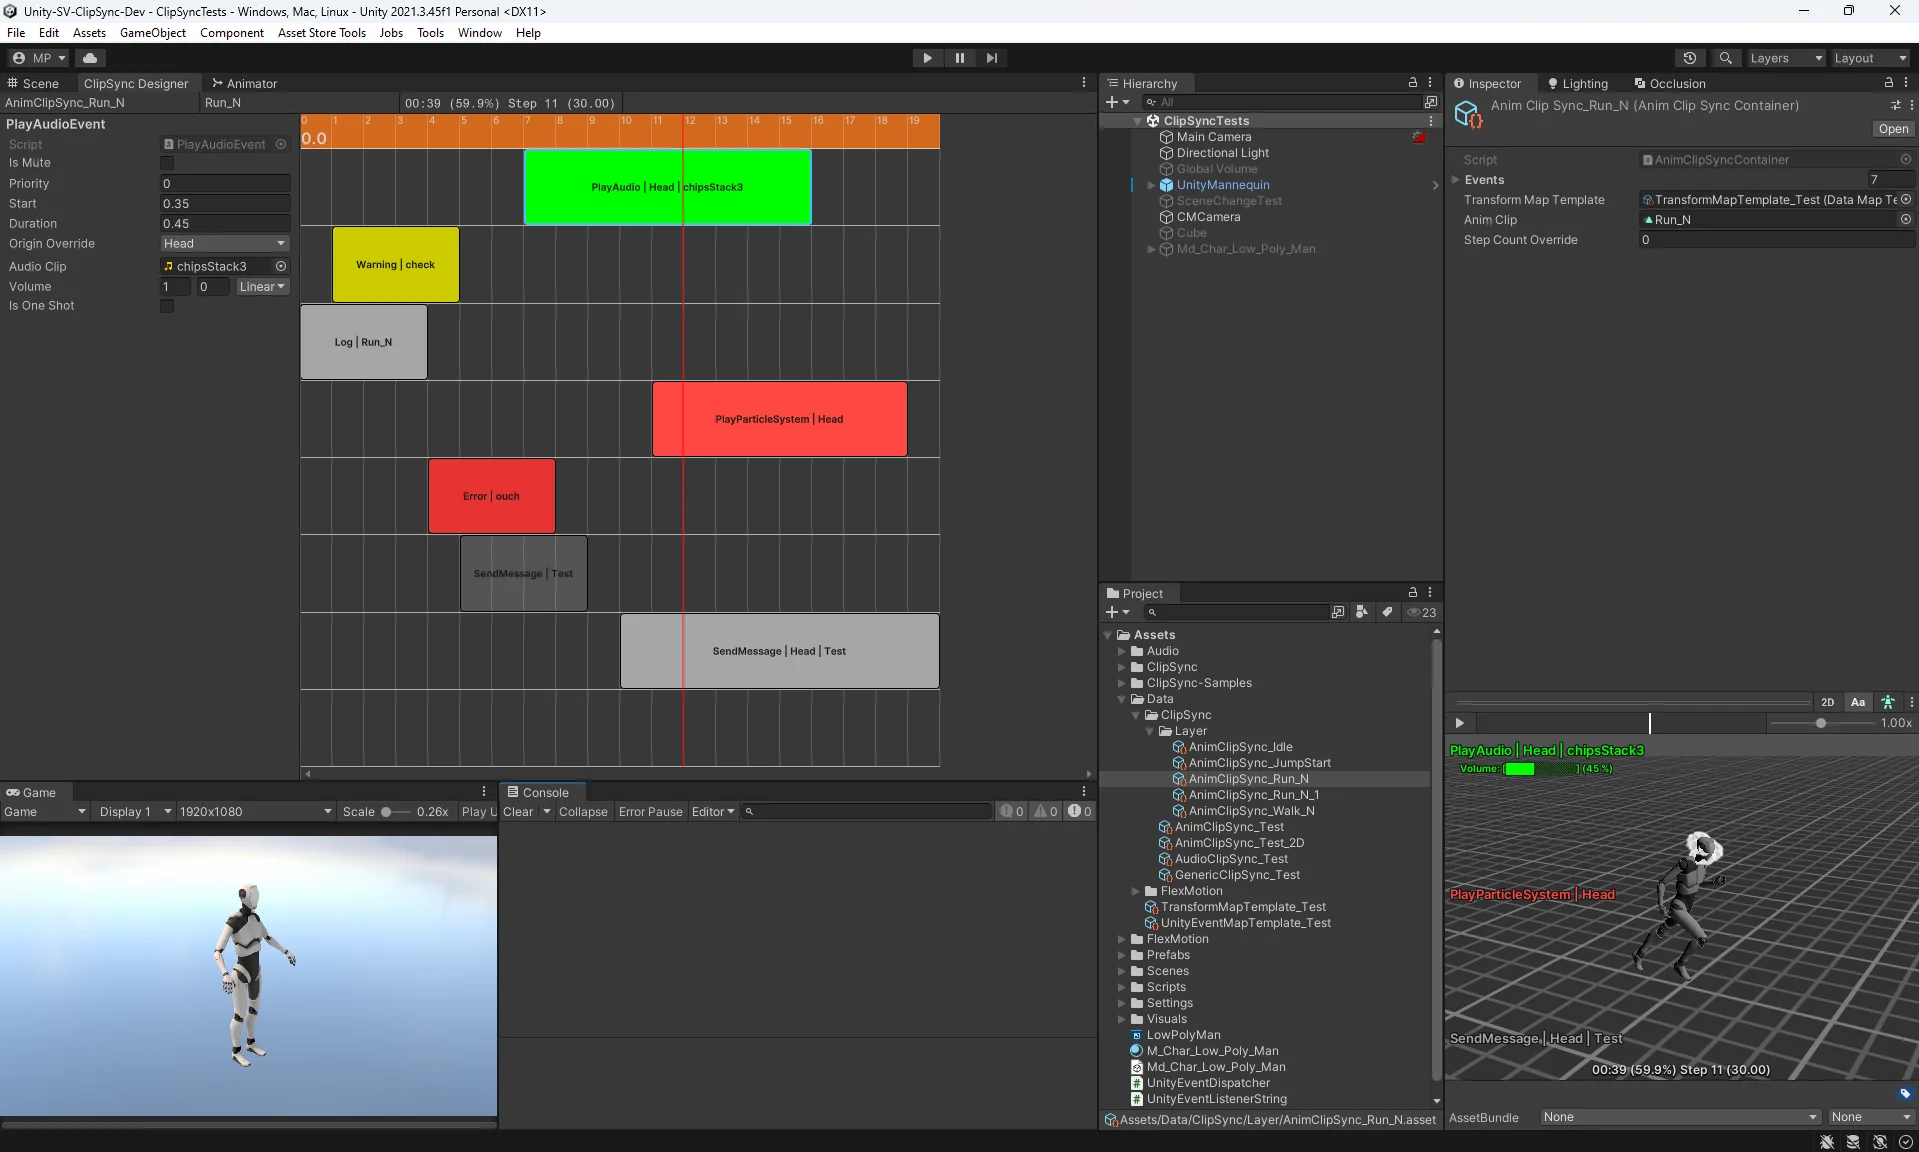 Unity-SV-ClipSync-Dev - ClipSyncTests - Windows, Mac, Linux - Unity 2021.3.45f1 Personal <DX11>
File Edit Assets GameObject Component Asset Store Tools Jobs Tools Window Help
MP Layers Layout
Scene ClipSync Designer Animator
AnimClipSync_Run_N Run_N 00:39 (59.9%) Step 11 (30.00)
PlayAudioEvent
Script PlayAudioEvent
Is Mute
Priority 0
Start 0.35
Duration 0.45
Origin Override Head
Audio Clip chipsStack3
Volume 1 0 Linear
Is One Shot
0 1 2 3 4 5 6 7 8 9 10 11 12 13 14 15 16 17 18 19
0.0
PlayAudio | Head | chipsStack3
Warning | check
Log | Run_N
PlayParticleSystem | Head
Error | ouch
SendMessage | Test
SendMessage | Head | Test
Game
Game Display 1 1920x1080 Scale 0.26x Play U
Console
Clear Collapse Error Pause Editor 0 0 0
Hierarchy
All
ClipSyncTests
Main Camera
Directional Light
Global Volume
UnityMannequin
SceneChangeTest
CMCamera
Cube
Md_Char_Low_Poly_Man
Project
23
Assets
Audio
ClipSync
ClipSync-Samples
Data
ClipSync
Layer
AnimClipSync_Idle
AnimClipSync_JumpStart
AnimClipSync_Run_N
AnimClipSync_Run_N_1
AnimClipSync_Walk_N
AnimClipSync_Test
AnimClipSync_Test_2D
AudioClipSync_Test
GenericClipSync_Test
FlexMotion
TransformMapTemplate_Test
UnityEventMapTemplate_Test
FlexMotion
Prefabs
Scenes
Scripts
Settings
Visuals
LowPolyMan
M_Char_Low_Poly_Man
Md_Char_Low_Poly_Man
UnityEventDispatcher
UnityEventListenerString
Assets/Data/ClipSync/Layer/AnimClipSync_Run_N.asset
Inspector Lighting Occlusion
Anim Clip Sync_Run_N (Anim Clip Sync Container)
Open
Script AnimClipSyncContainer
Events 7
Transform Map Template TransformMapTemplate_Test (Data Map Te
Anim Clip Run_N
Step Count Override 0
2D Aa
1.00x
PlayAudio | Head | chipsStack3
Volume: [ ] (45%)
PlayParticleSystem | Head
SendMessage | Head | Test
00:39 (59.9%) Step 11 (30.00)
AssetBundle None None